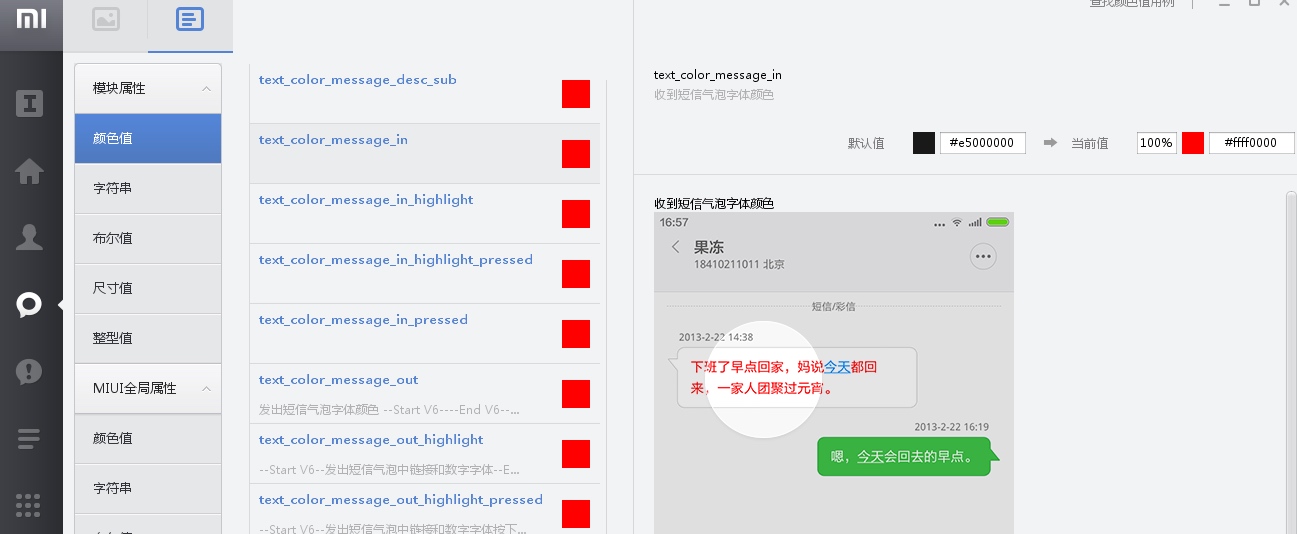 mi
查找颜色值用例
模块属性
颜色值
字符串
布尔值
尺寸值
整型值
MIUI全局属性
颜色值
字符串
text_color_message_desc_sub
text_color_message_in
text_color_message_in_highlight
text_color_message_in_highlight_pressed
text_color_message_in_pressed
text_color_message_out
发出短信气泡字体颜色 --Start V6----End V6--...
text_color_message_out_highlight
--Start V6--发出短信气泡中链接和数字字体--E...
text_color_message_out_highlight_pressed
--Start V6--发出短信气泡中链接和数字字体按下...
text_color_message_in
收到短信气泡字体颜色
默认值 #e5000000 当前值 100% #ffff0000
收到短信气泡字体颜色
16:57
果冻
18410211011 北京
短信/彩信
2013-2-22 14:38
下班了早点回家，妈说今天都回
来，一家人团聚过元宵。
2013-2-22 16:19
嗯，今天会回去的早点。